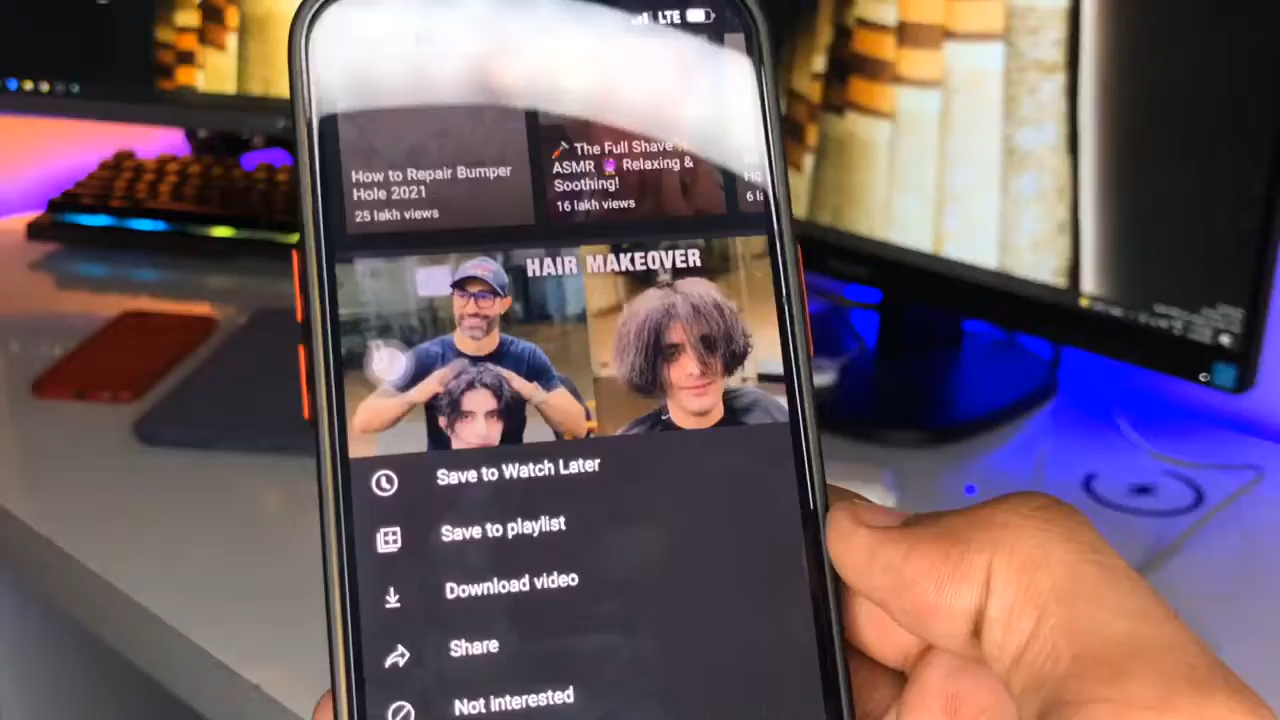 LTE
How to Repair Bumper
Hole 2021
25 lakh views
The Full Shave
ASMR 🔮 Relaxing &
Soothing!
16 lakh views
HAIR MAKEOVER
Save to Watch Later
Save to playlist
Download video
Share
Not interested